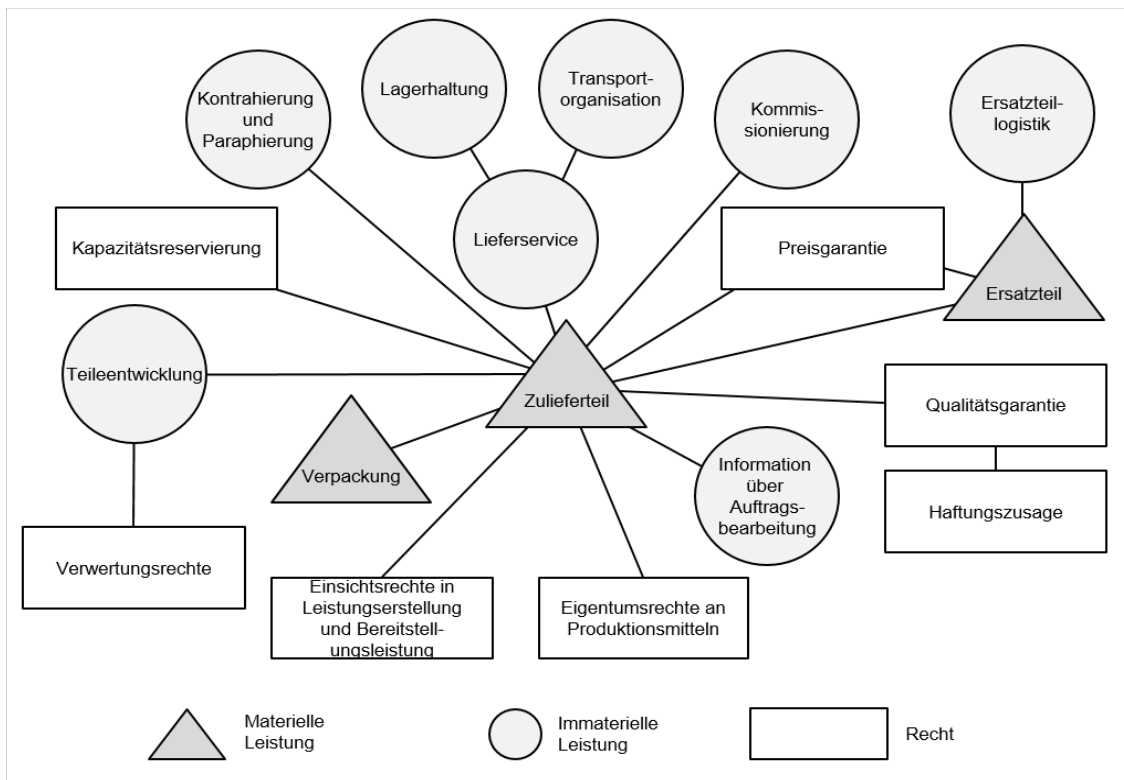 Kontrahierung
und
Paraphierung
Lagerhaltung
Transport-
organisation
Kommis-
sionierung
Ersatzteil-
logistik
Kapazitätsreservierung
Lieferservice
Preisgarantie
Ersatzteil
Teileentwicklung
Zulieferteil
Qualitätsgarantie
Verpackung
Information
über
Auftrags-
bearbeitung
Haftungszusage
Verwertungsrechte
Einsichtsrechte in
Leistungserstellung
und Bereitstell-
ungsleistung
Eigentumsrechte an
Produktionsmitteln
Materielle
Leistung
Immaterielle
Leistung
Recht